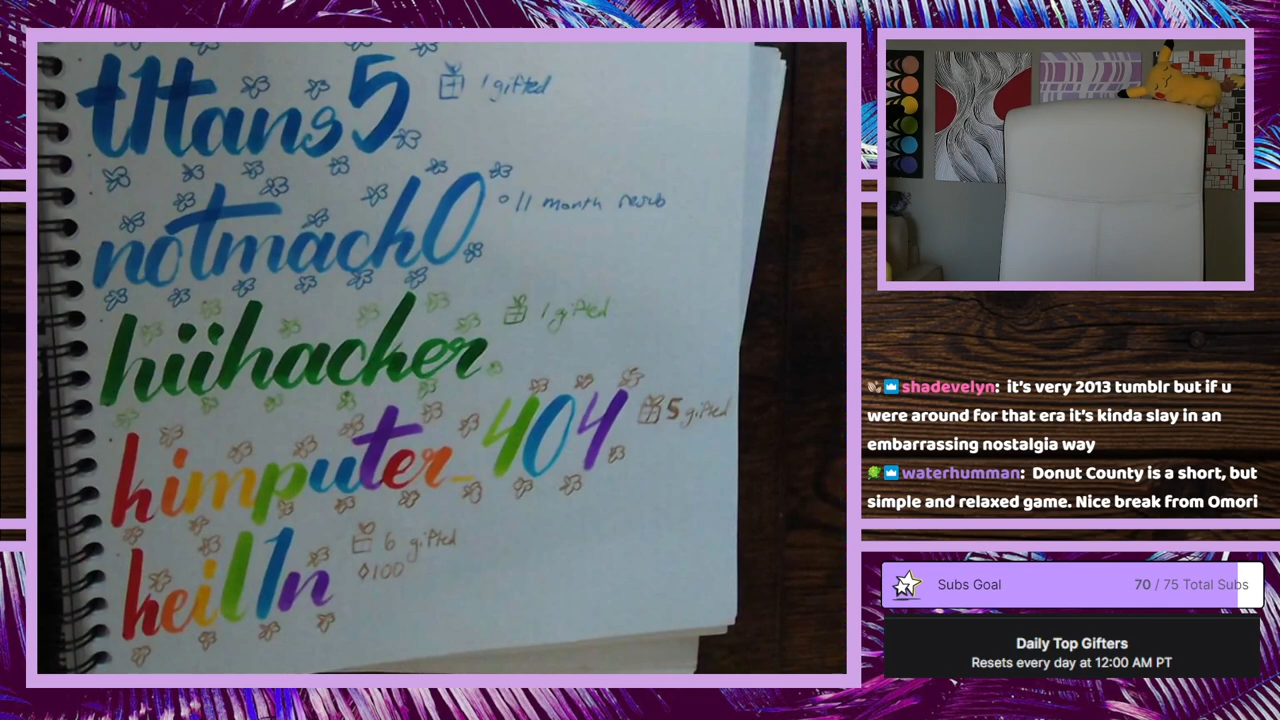 t1tans5
1 gifted
notmach0
11 month resub
hiihacker
1 gifted
himputer_404
5 gifted
heil1n
6 gifted
100
shadevelyn: it's very 2013 tumblr but if u
were around for that era it's kinda slay in an
embarrassing nostalgia way
waterhumman: Donut County is a short, but
simple and relaxed game. Nice break from Omori
Subs Goal 70 / 75 Total Subs
Daily Top Gifters
Resets every day at 12:00 AM PT